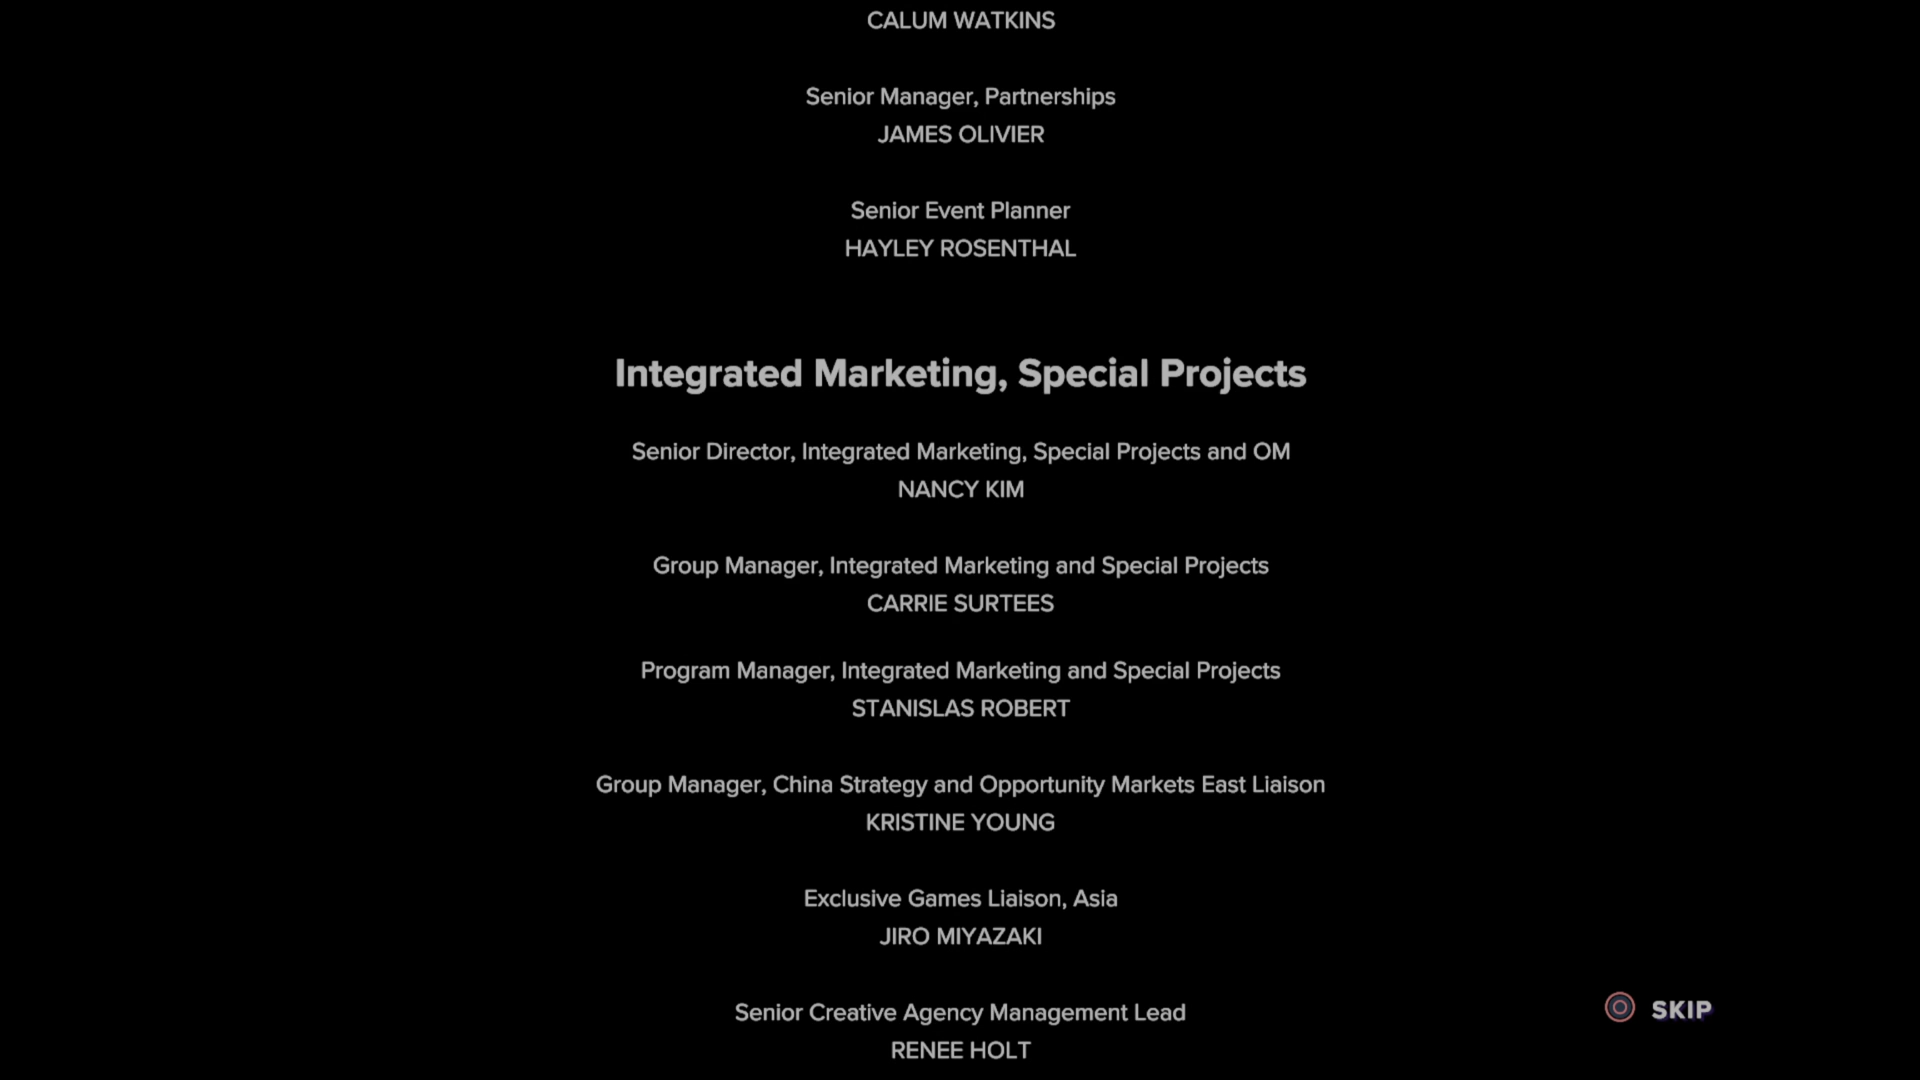 CALUM WATKINS
Senior Manager, Partnerships
JAMES OLIVIER
Senior Event Planner
HAYLEY ROSENTHAL
Integrated Marketing, Special Projects
Senior Director, Integrated Marketing, Special Projects and OM
NANCY KIM
Group Manager, Integrated Marketing and Special Projects
CARRIE SURTEES
Program Manager, Integrated Marketing and Special Projects
STANISLAS ROBERT
Group Manager, China Strategy and Opportunity Markets East Liaison
KRISTINE YOUNG
Exclusive Games Liaison, Asia
JIRO MIYAZAKI
Senior Creative Agency Management Lead
RENEE HOLT
SKIP